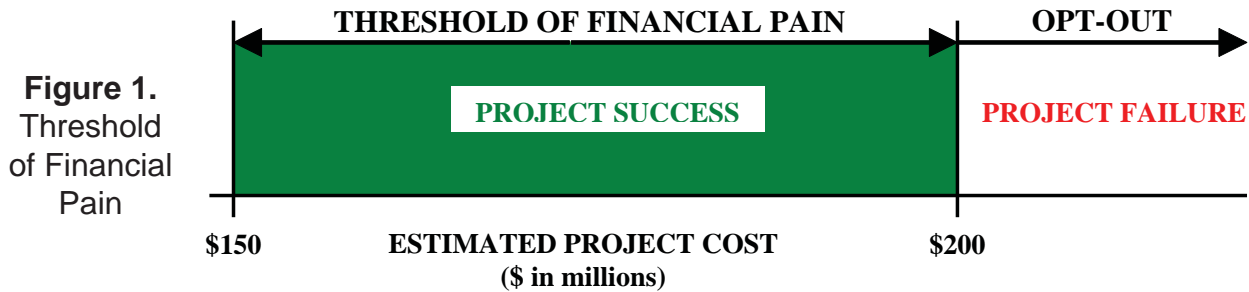 THRESHOLD OF FINANCIAL PAIN
OPT-OUT
Figure 1.
Threshold
of Financial
Pain
PROJECT SUCCESS
PROJECT FAILURE
$150
ESTIMATED PROJECT COST
($ in millions)
$200